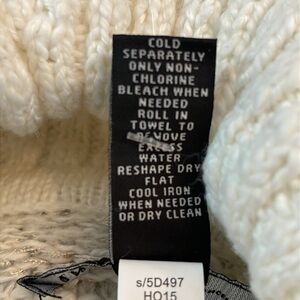 COLD
SEPARATELY
ONLY NON-
CHLORINE
BLEACH WHEN
NEEDED
ROLL IN
TOWEL TO
REMOVE
EXCESS
WATER
RESHAPE DRY
FLAT
COOL IRON
WHEN NEEDED
OR DRY CLEAN
s/5D497
HO15